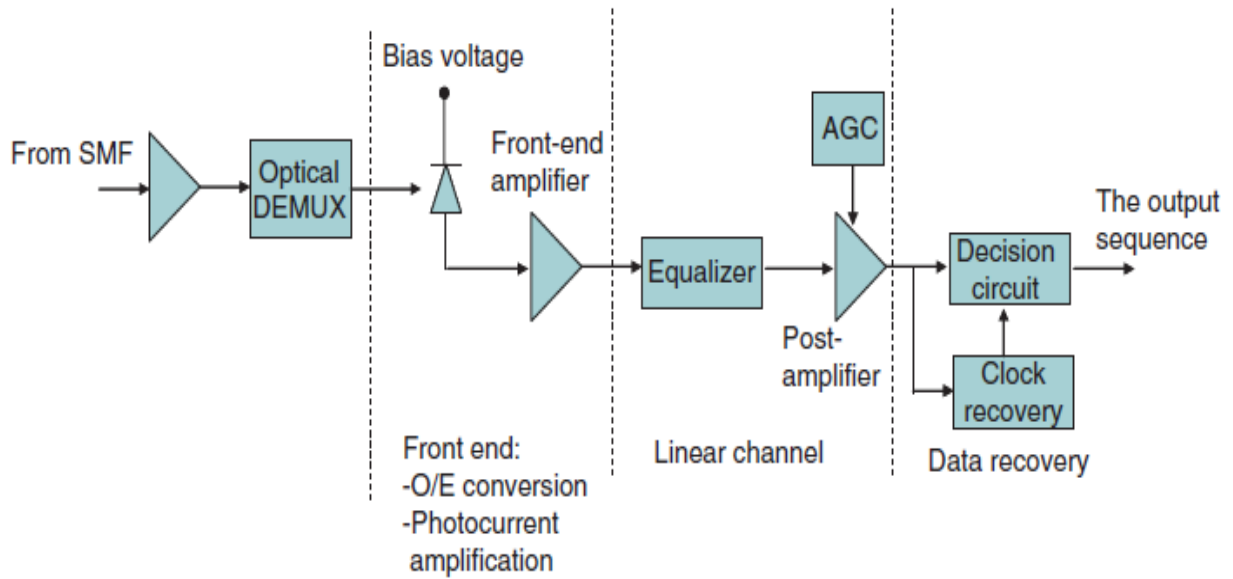 From SMF
Optical
DEMUX
Bias voltage
Front-end
amplifier
Front end:
-O/E conversion
-Photocurrent
amplification
Equalizer
AGC
Post-
amplifier
Linear channel
Decision
circuit
Clock
recovery
Data recovery
The output
sequence